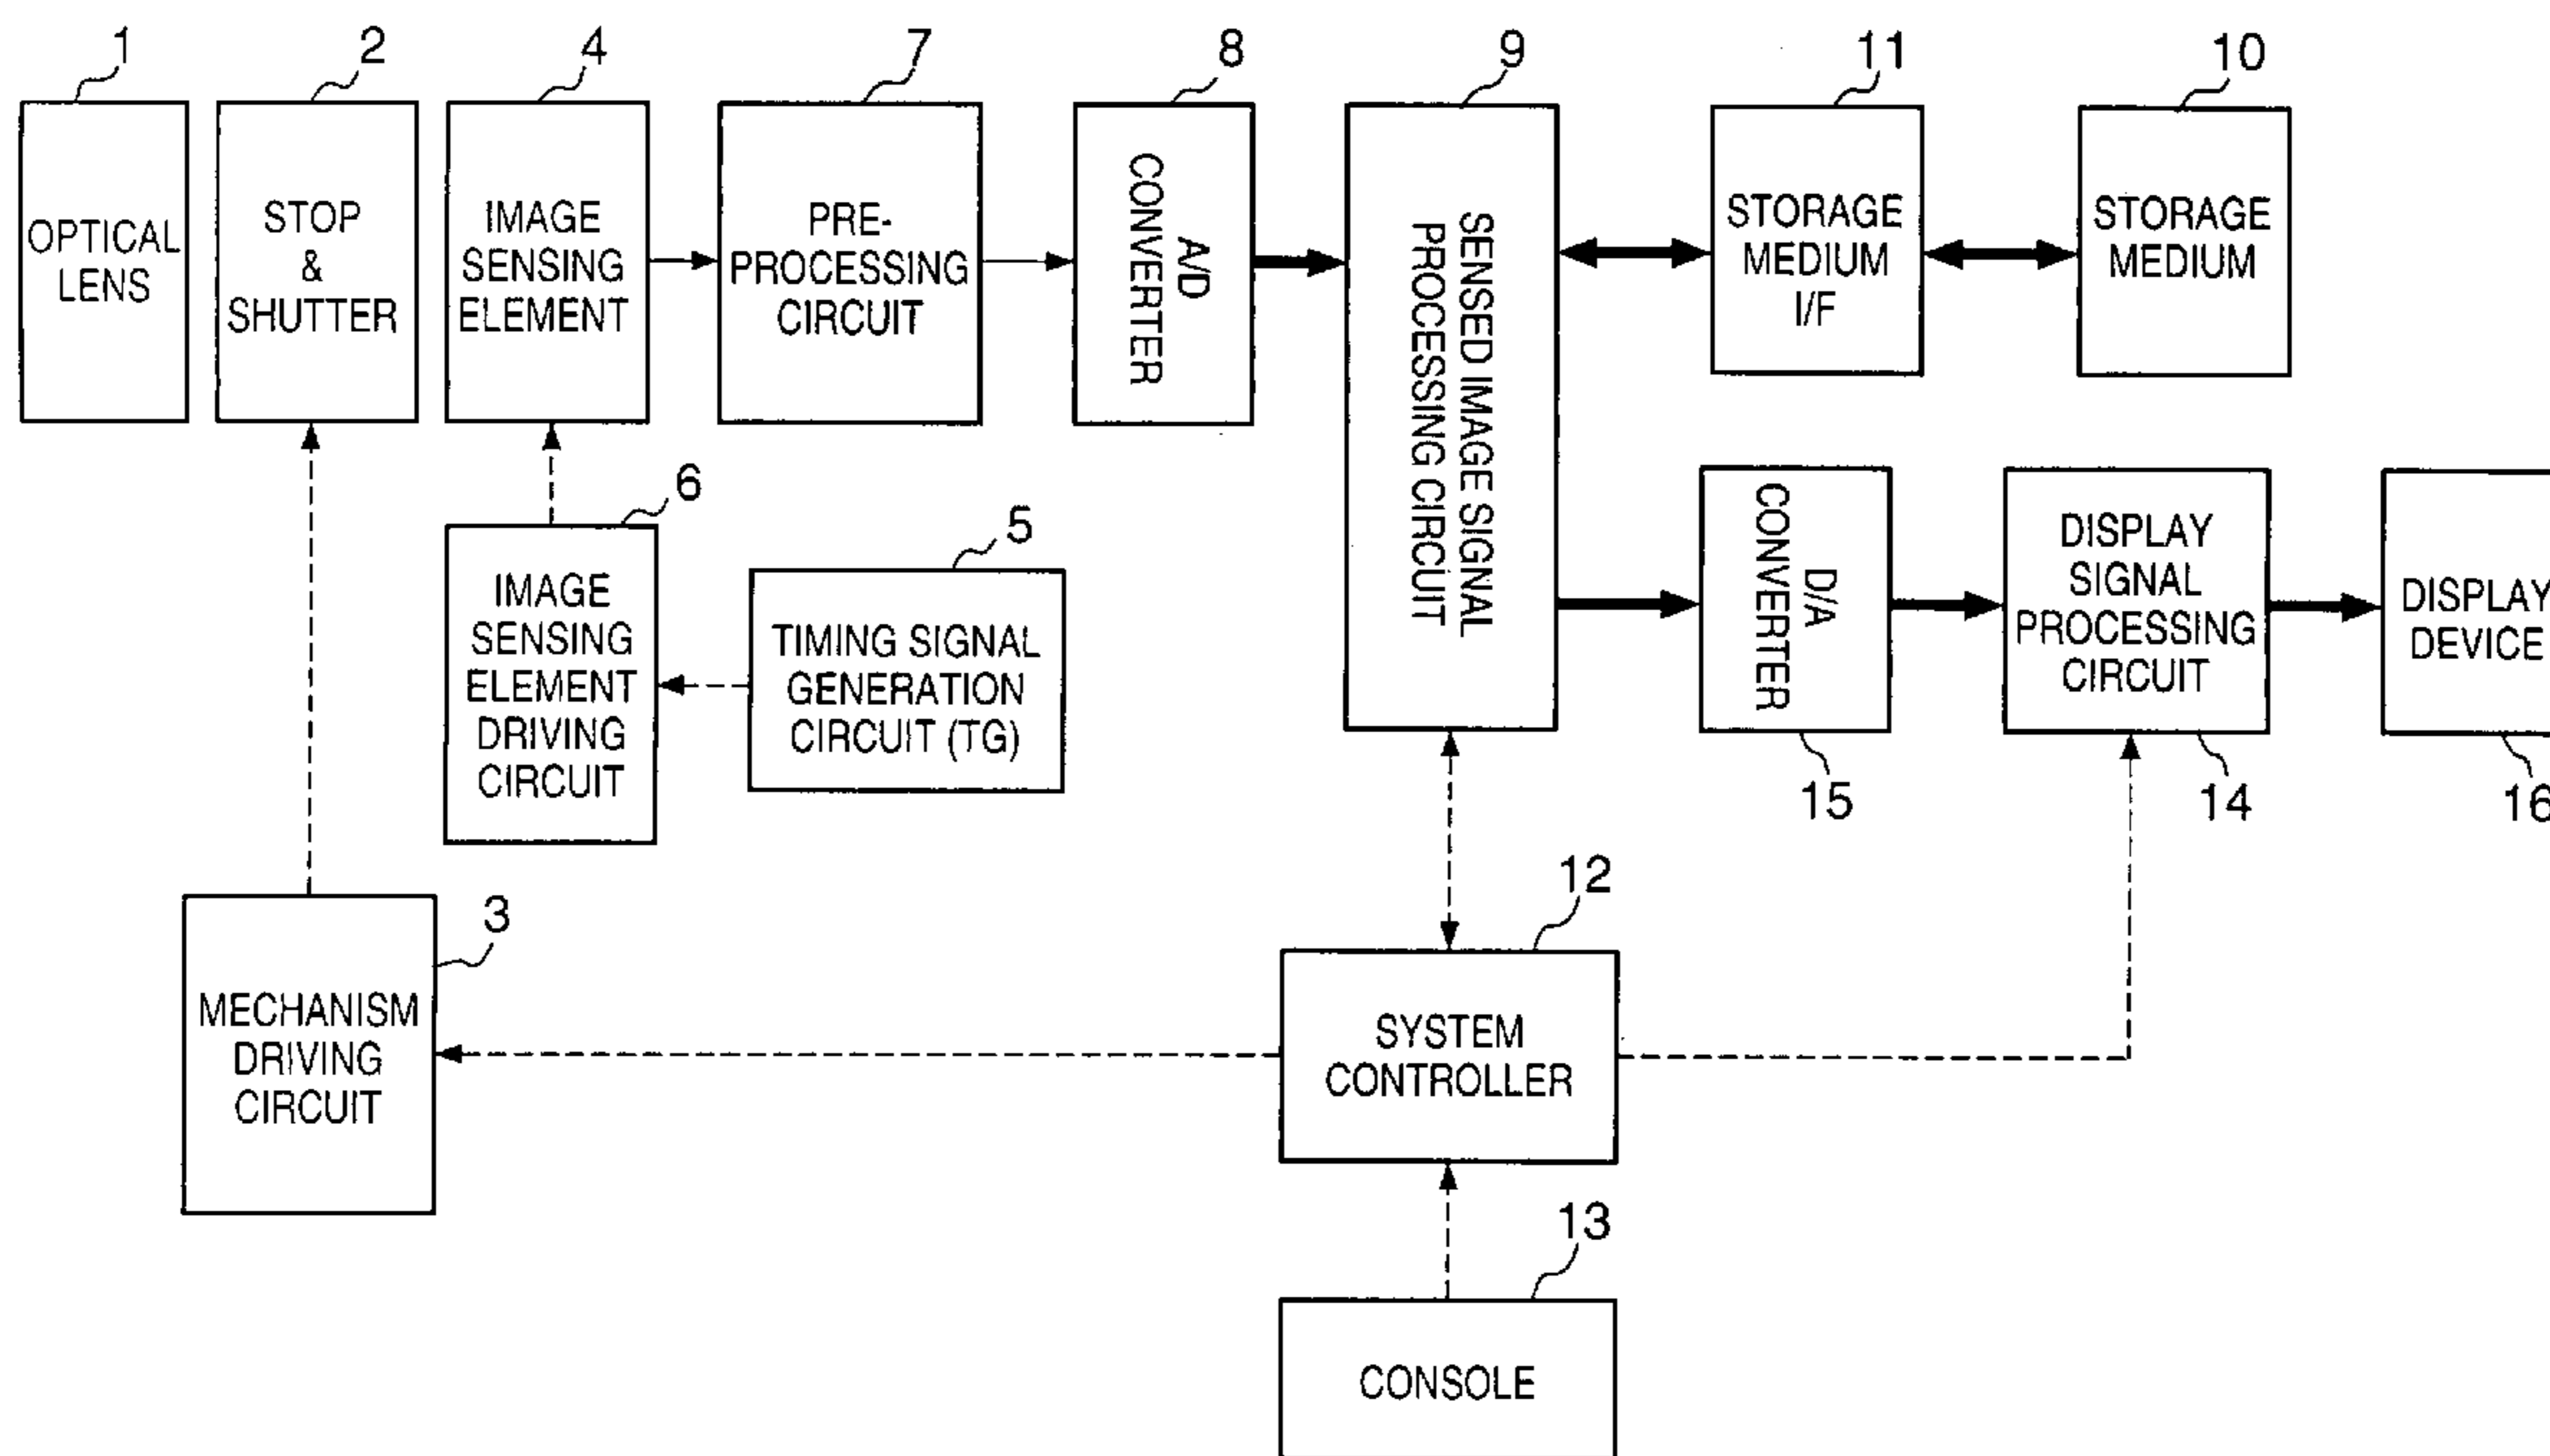 1
2
4
7
8
9
11
10
OPTICAL
LENS
STOP
&
SHUTTER
IMAGE
SENSING
ELEMENT
PRE-
PROCESSING
CIRCUIT
A/D
CONVERTER
SENSED IMAGE SIGNAL
PROCESSING CIRCUIT
STORAGE
MEDIUM
I/F
STORAGE
MEDIUM
6
5
IMAGE
SENSING
ELEMENT
DRIVING
CIRCUIT
TIMING SIGNAL
GENERATION
CIRCUIT (TG)
D/A
CONVERTER
DISPLAY
SIGNAL
PROCESSING
CIRCUIT
DISPLAY
DEVICE
15
14
16
3
12
MECHANISM
DRIVING
CIRCUIT
SYSTEM
CONTROLLER
13
CONSOLE